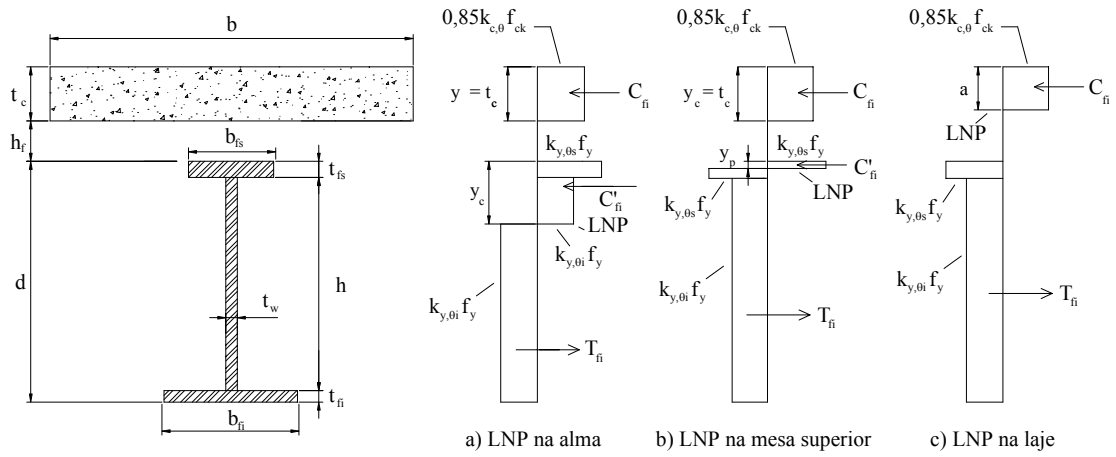 b
t_c
h_f
d
b_fs
t_fs
h
t_w
t_fi
b_fi
0,85k_c,θ f_ck
y = t_c
C_fi
k_y,θs f_y
y_c
C'_fi
LNP
k_y,θi f_y
k_y,θi f_y
T_fi
a) LNP na alma
0,85k_c,θ f_ck
y_c = t_c
C_fi
k_y,θs f_y
y_p
C'_fi
LNP
k_y,θs f_y
k_y,θi f_y
T_fi
b) LNP na mesa superior
0,85k_c,θ f_ck
a
C_fi
LNP
k_y,θs f_y
k_y,θi f_y
T_fi
c) LNP na laje